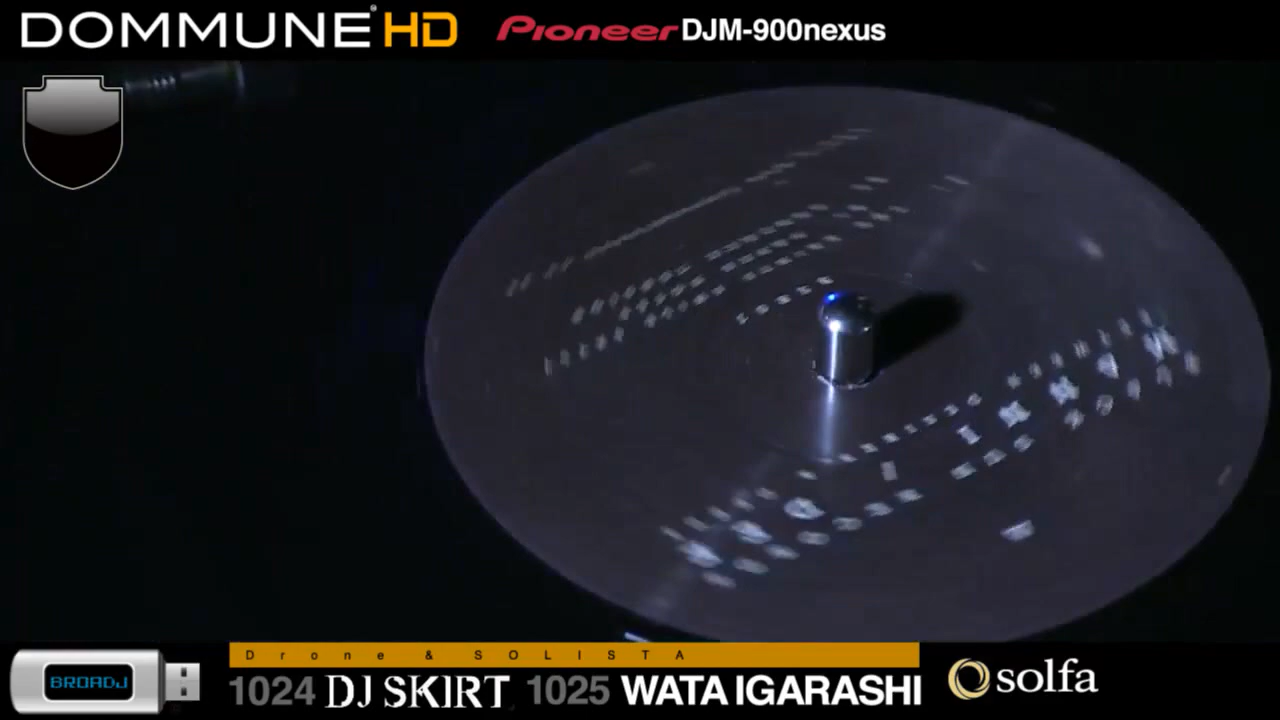 DOMMUNE HD Pioneer DJM-900nexus
Drone & SOLISTA
BROADJ
1024 DJ SKIRT 1025 WATA IGARASHI
solfa